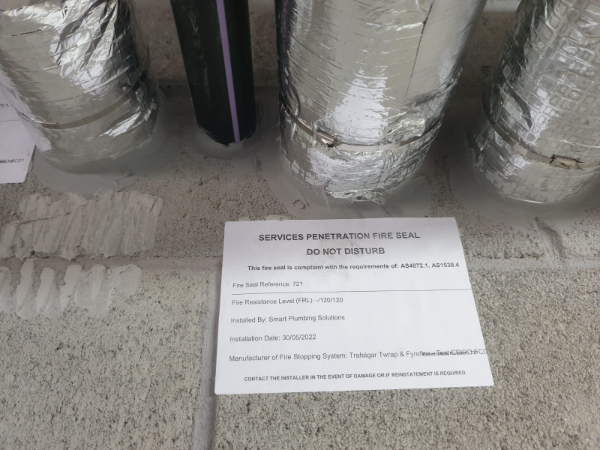 SERVICES PENETRATION FIRE SEAL
DO NOT DISTURB
This fire seal is compliant with the requirements of: AS4072.1, AS1530.4
Fire Seal Reference: 721
Fire Resistance Level (FRL) -/120/120
Installed By: Smart Plumbing Solutions
Installation Date: 30/05/2022
Manufacturer of Fire Stopping System: Trafalgar Twrap &
CONTACT THE INSTALLER IN THE EVENT OF DAMAGE OR IF REINSTATEMENT IS REQUIRED